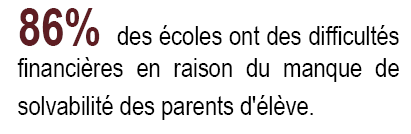 86% des écoles ont des difficultés
financières en raison du manque de
solvabilité des parents d'élève.